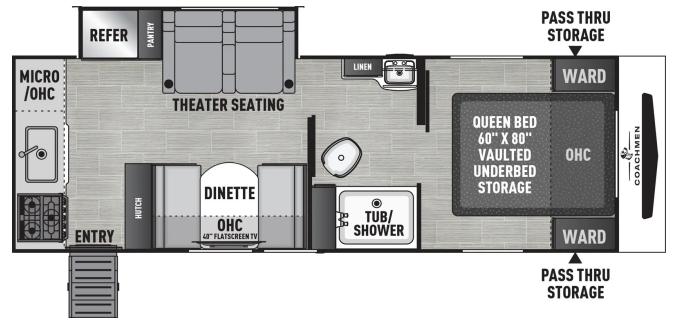 PASS THRU
STORAGE
REFER
PANTRY
MICRO
/OHC
THEATER SEATING
LINEN
WARD
QUEEN BED
60" X 80"
VAULTED
UNDERBED
STORAGE
OHC
COACHMEN
DINETTE
HUTCH
OHC
40" FLATSCREEN TV
TUB/
SHOWER
ENTRY
WARD
PASS THRU
STORAGE